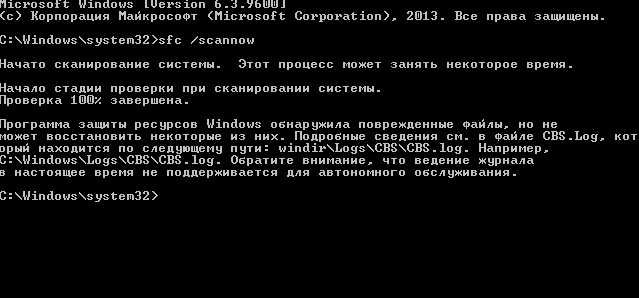 Microsoft Windows [Version 6.3.9600]
(c) Корпорация Майкрософт (Microsoft Corporation), 2013. Все права защищены.
C:\Windows\system32>sfc /scannow
Начато сканирование системы.  Этот процесс может занять некоторое время.
Начало стадии проверки при сканировании системы.
Проверка 100% завершена.
Программа защиты ресурсов Windows обнаружила поврежденные файлы, но не
может восстановить некоторые из них. Подробные сведения см. в файле CBS.Log, кот
орый находится по следующему пути: windir\Logs\CBS\CBS.log. Например,
C:\Windows\Logs\CBS\CBS.log. Обратите внимание, что ведение журнала
в настоящее время не поддерживается для автономного обслуживания.
C:\Windows\system32>